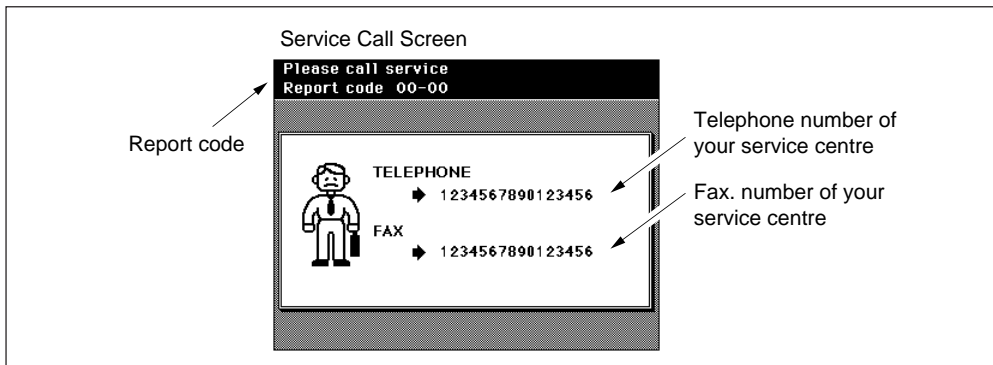 Service Call Screen
Please call service
Report code 00-00
Report code
TELEPHONE
1234567890123456
FAX
1234567890123456
Telephone number of
your service centre
Fax. number of your
service centre